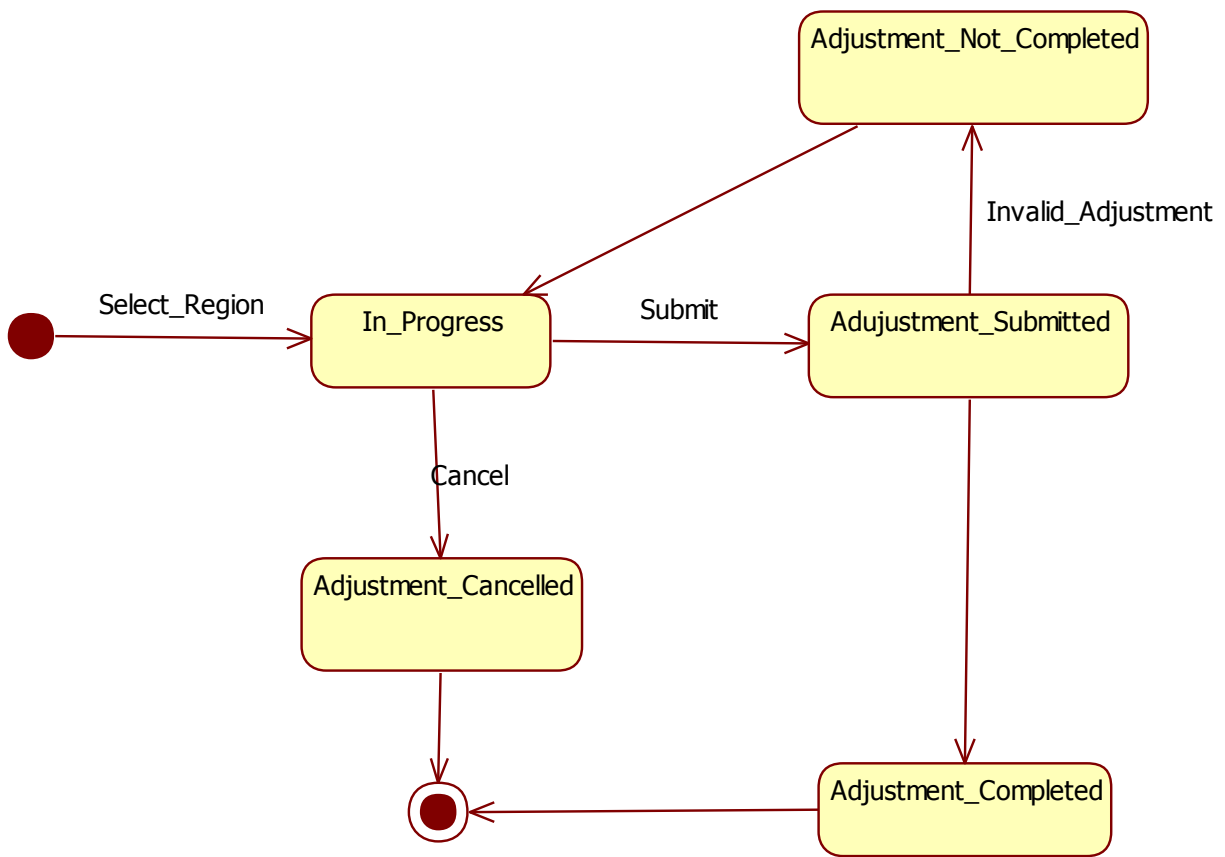 Adjustment_Not_Completed
Invalid_Adjustment
Select_Region
In_Progress
Submit
Adujustment_Submitted
Cancel
Adjustment_Cancelled
Adjustment_Completed